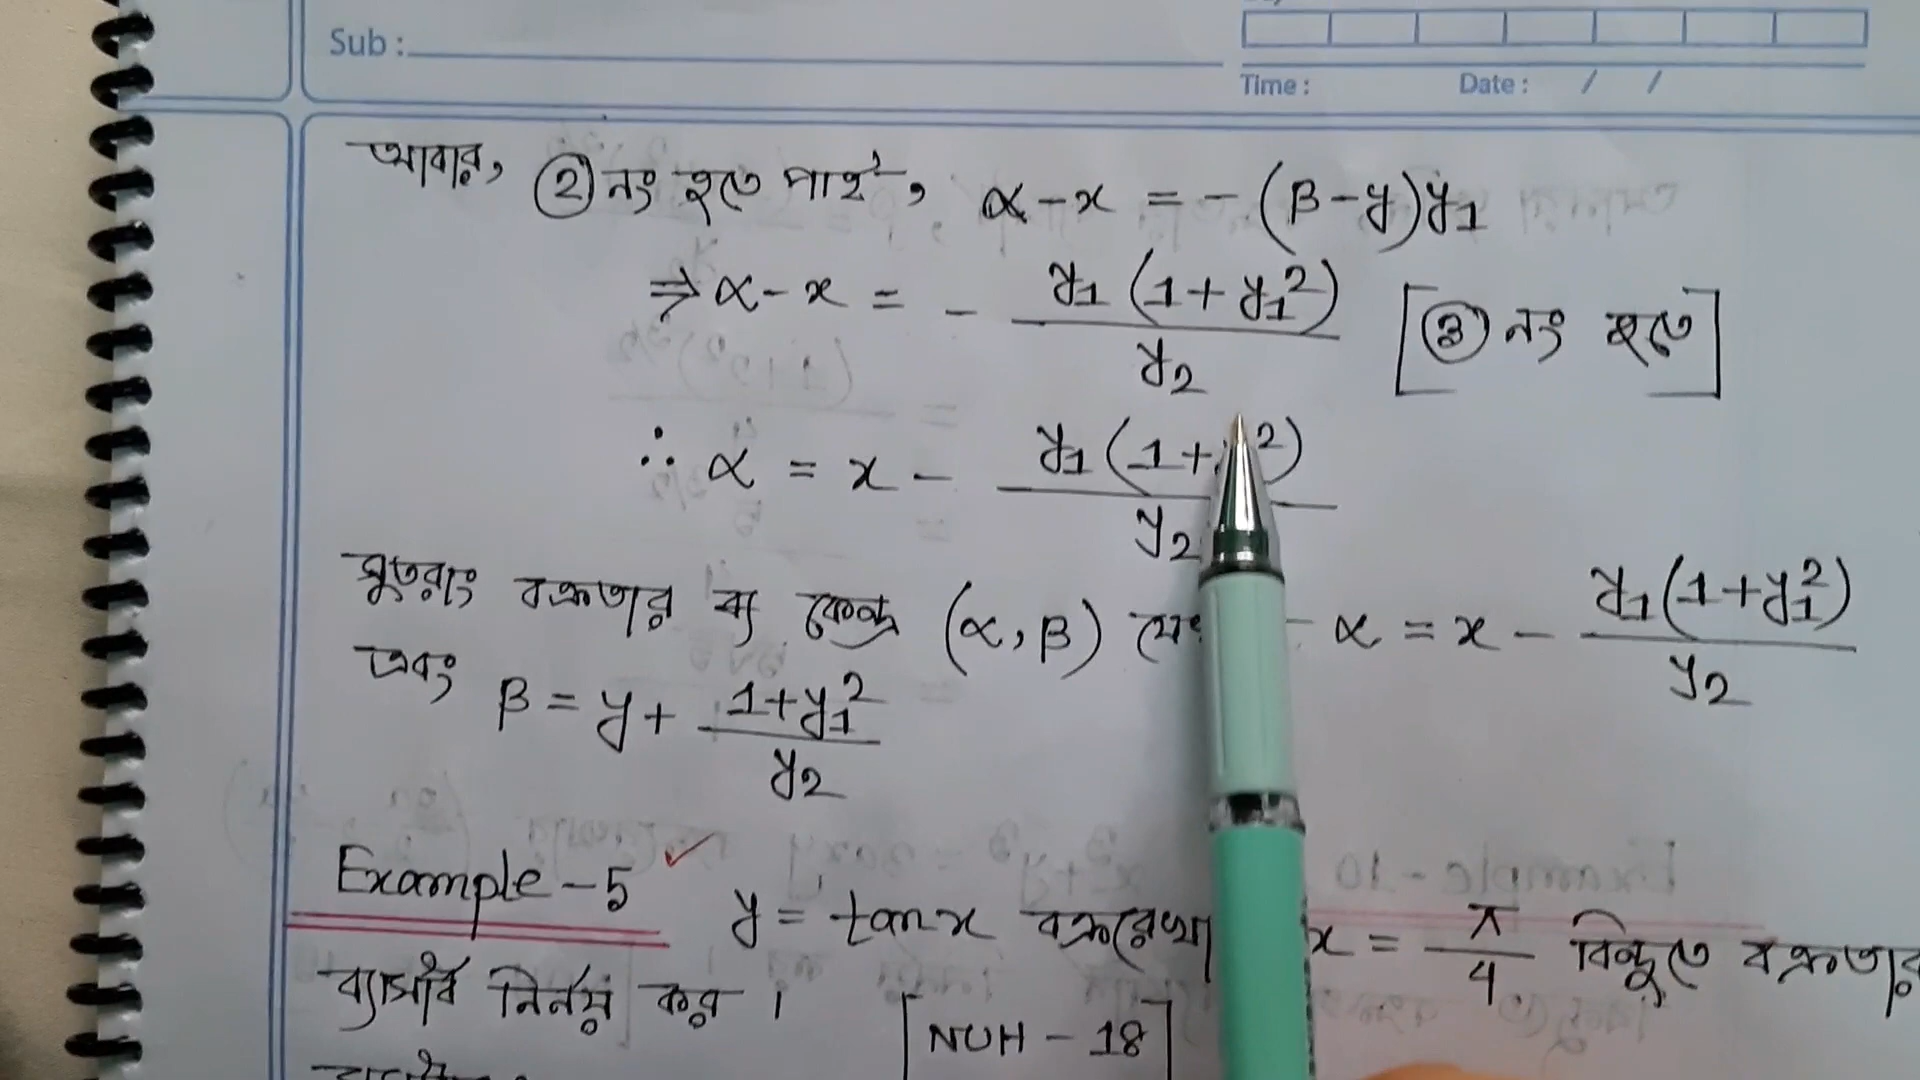 Sub :
Time : Date : / /
আবার, ② নং হতে পাই, α - x = - (β - y)y₁
⇒ α - x = - y₁(1 + y₁²) / y₂ [③ নং হতে]
∴ α = x - y₁(1+ ²) / y₂
সুতরাং বক্রতার বা কেন্দ্র (α, β) α = x - y₁(1+y₁²) / y₂
এবং β = y + 1+y₁² / y₂
Example - 5 ✓
y = tanx বক্ররেখা x = π/4 বিন্দুতে বক্রতার
ব্যাসার্ধ নির্ণয় কর ।
[NUH - 18]